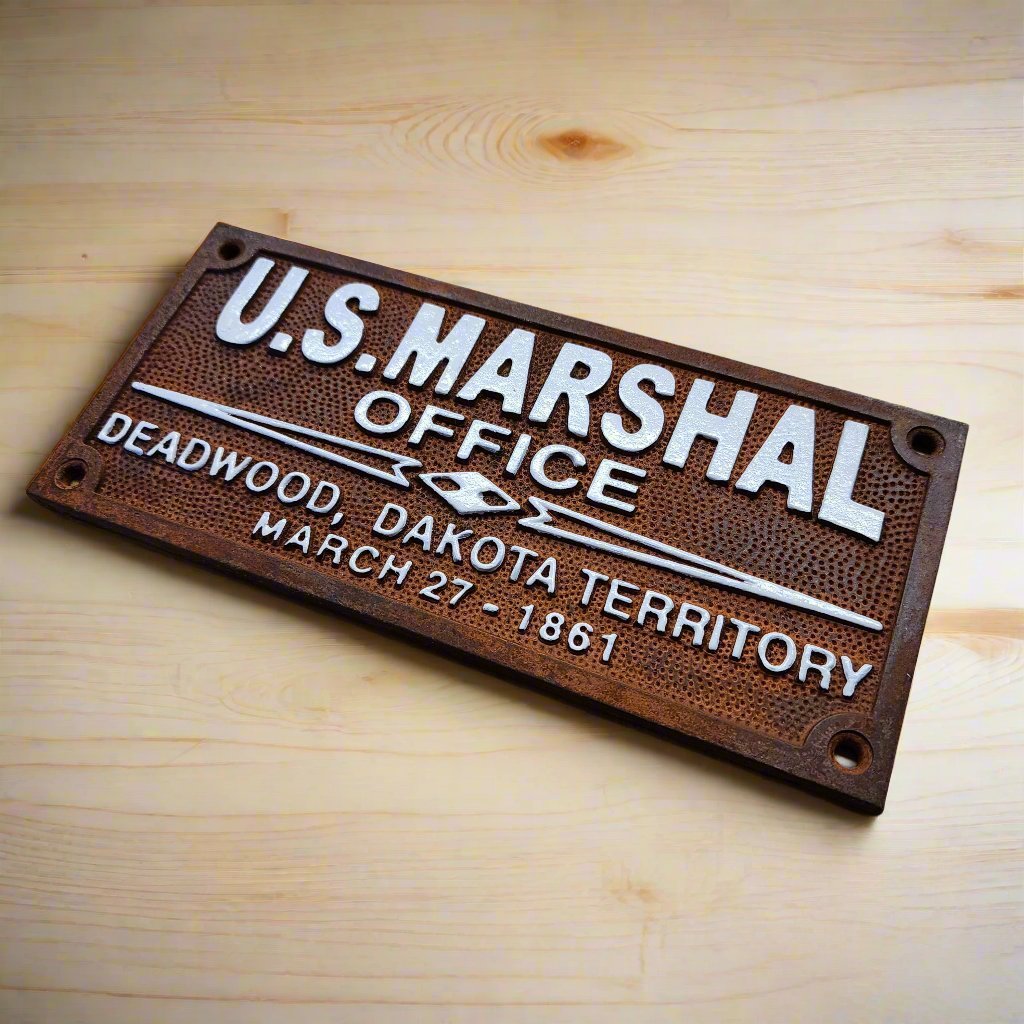 U.S.MARSHAL
OFFICE
DEADWOOD, DAKOTA TERRITORY
MARCH 27 - 1861